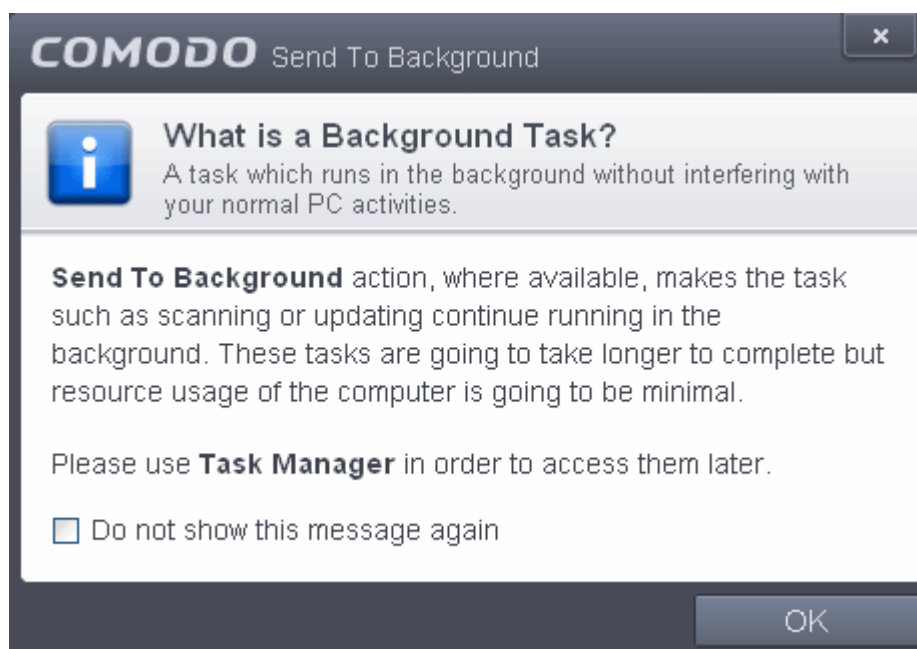 COMODO Send To Background
What is a Background Task?
A task which runs in the background without interfering with
your normal PC activities.
Send To Background action, where available, makes the task
such as scanning or updating continue running in the
background. These tasks are going to take longer to complete but
resource usage of the computer is going to be minimal.
Please use Task Manager in order to access them later.
Do not show this message again
OK